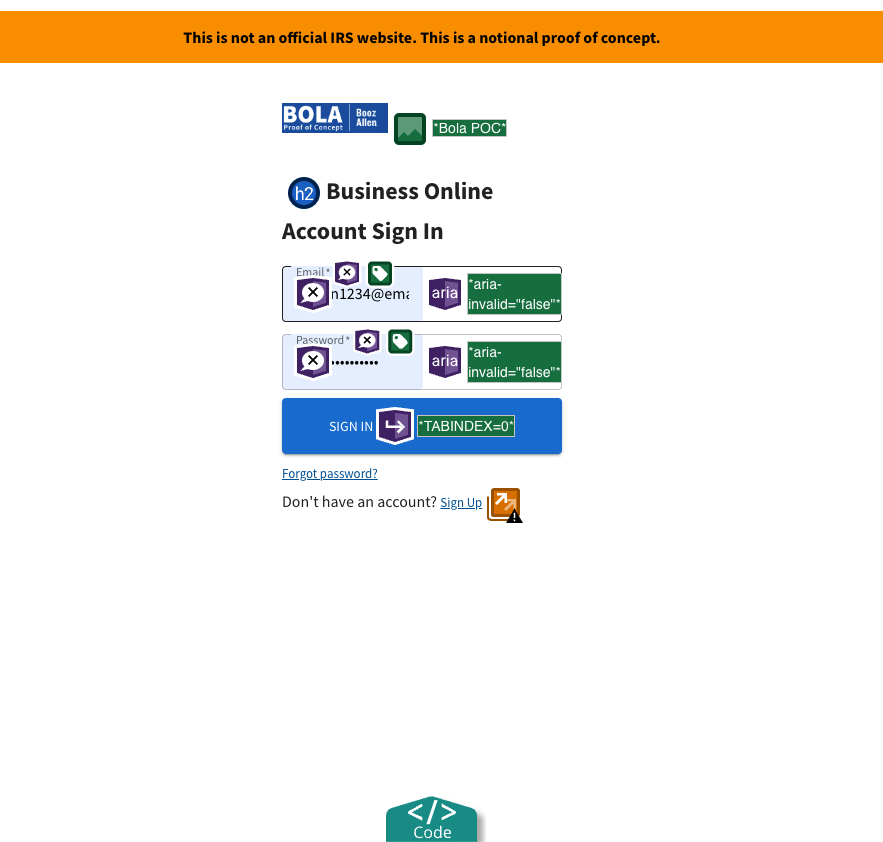 This is not an official IRS website. This is a notional proof of concept.
BOLA
Proof of Concept
Booz
Allen
*Bola POC*
h2 Business Online
Account Sign In
Email*
n1234@ema
aria
*aria-
invalid="false"*
Password*
aria
*aria-
invalid="false"*
SIGN IN *TABINDEX=0*
Forgot password?
Don't have an account? Sign Up
</>
Code